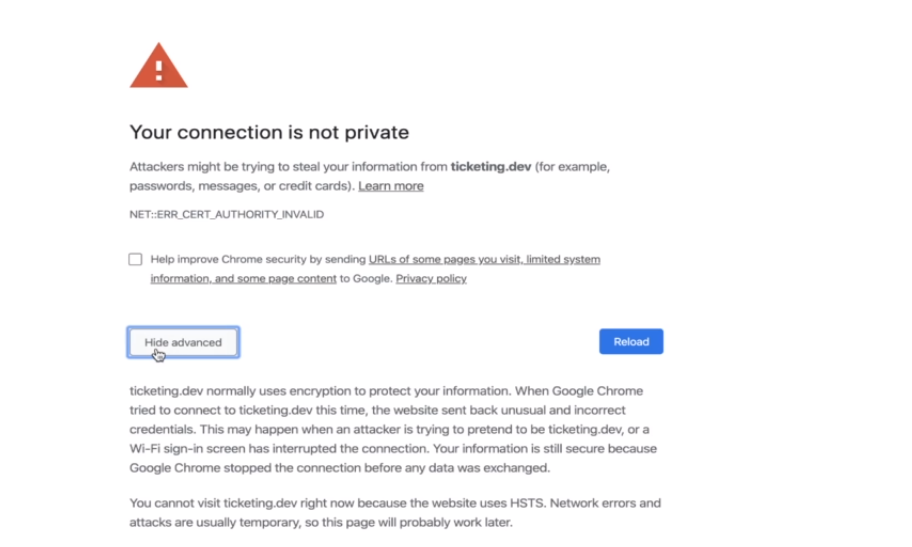 Your connection is not private
Attackers might be trying to steal your information from ticketing.dev (for example,
passwords, messages, or credit cards). Learn more
NET::ERR_CERT_AUTHORITY_INVALID
Help improve Chrome security by sending URLs of some pages you visit, limited system
information, and some page content to Google. Privacy policy
Hide advanced
Reload
ticketing.dev normally uses encryption to protect your information. When Google Chrome
tried to connect to ticketing.dev this time, the website sent back unusual and incorrect
credentials. This may happen when an attacker is trying to pretend to be ticketing.dev, or a
Wi-Fi sign-in screen has interrupted the connection. Your information is still secure because
Google Chrome stopped the connection before any data was exchanged.
You cannot visit ticketing.dev right now because the website uses HSTS. Network errors and
attacks are usually temporary, so this page will probably work later.